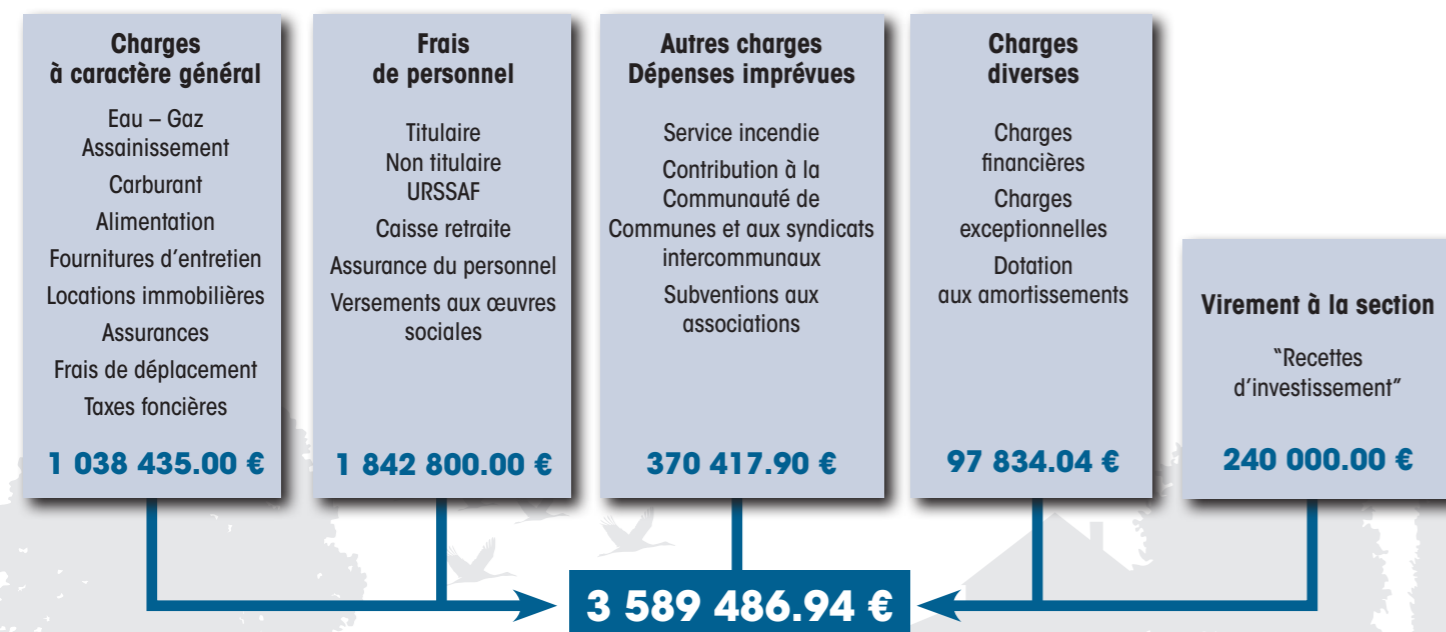 Charges
à caractère général
Eau – Gaz
Assainissement
Carburant
Alimentation
Fournitures d’entretien
Locations immobilières
Assurances
Frais de déplacement
Taxes foncières
1 038 435.00 €
Frais
de personnel
Titulaire
Non titulaire
URSSAF
Caisse retraite
Assurance du personnel
Versements aux œuvres
sociales
1 842 800.00 €
Autres charges
Dépenses imprévues
Service incendie
Contribution à la
Communauté de
Communes et aux syndicats
intercommunaux
Subventions aux
associations
370 417.90 €
Charges
diverses
Charges
financières
Charges
exceptionnelles
Dotation
aux amortissements
97 834.04 €
Virement à la section
“Recettes
d’investissement”
240 000.00 €
3 589 486.94 €